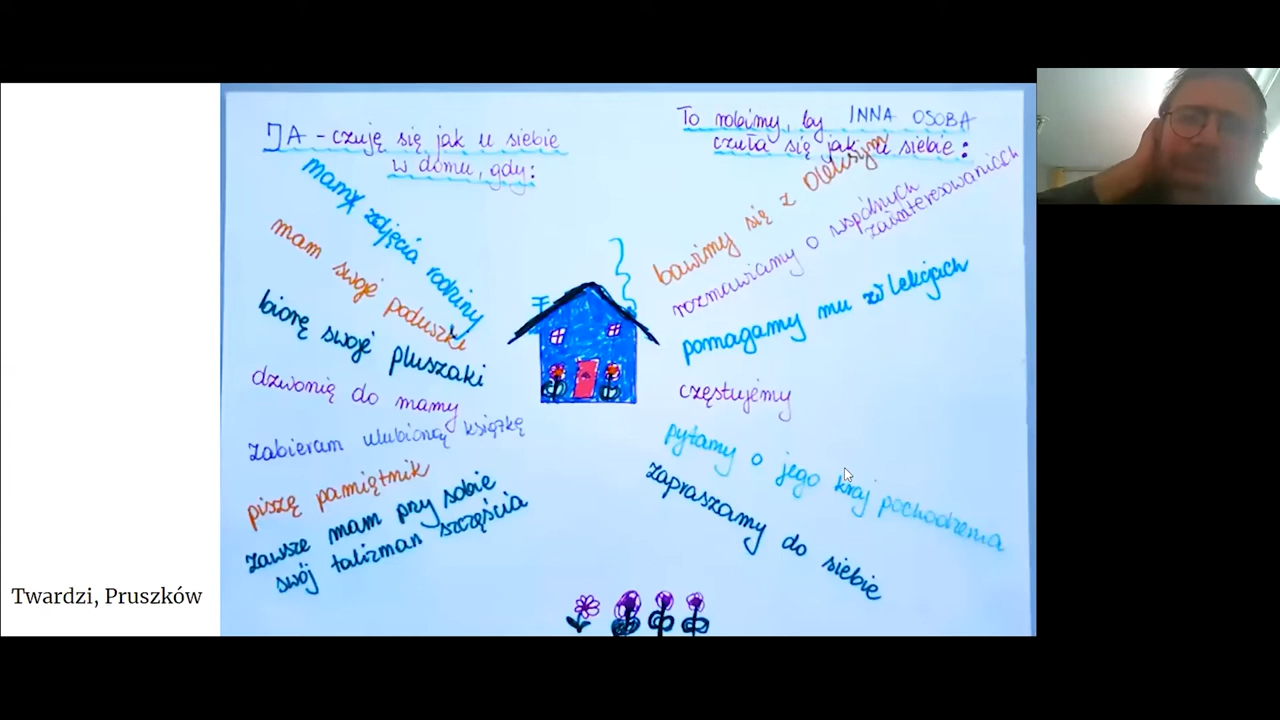 JA - czuję się jak u siebie
w domu, gdy:
mamy zdjęcia rodziny
mam swoje poduszki
biorę swoje pluszaki
dzwonię do mamy
zabieram ulubioną książkę
piszę pamiętnik
zawsze mam przy sobie
swój talizman szczęścia
To robimy, by INNA OSOBA
czuła się jak u siebie:
bawimy się z Oleksym
rozmawiamy o wspólnych
zainteresowaniach
pomagamy mu w lekcjach
częstujemy
pytamy o jego kraj pochodzenia
zapraszamy do siebie
Twardzi, Pruszków